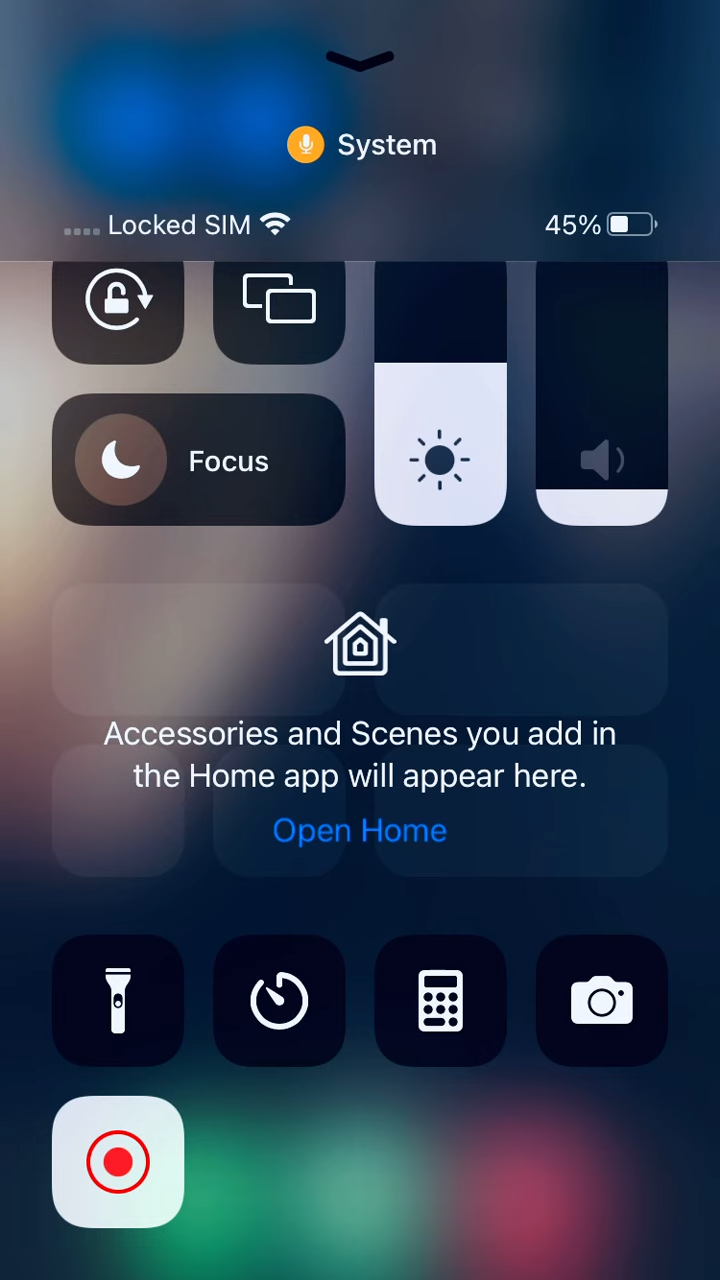 System
Locked SIM 45%
Focus
Accessories and Scenes you add in
the Home app will appear here.
Open Home